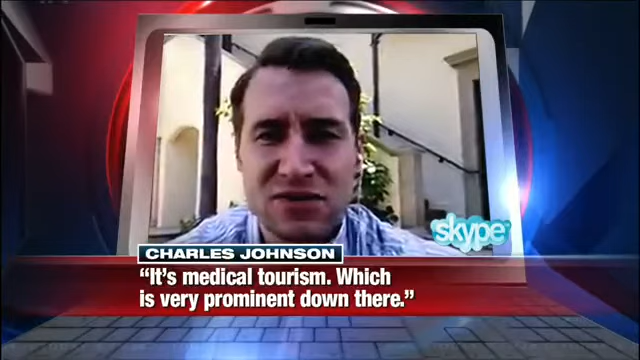 skype
CHARLES JOHNSON
“It’s medical tourism. Which
is very prominent down there.”